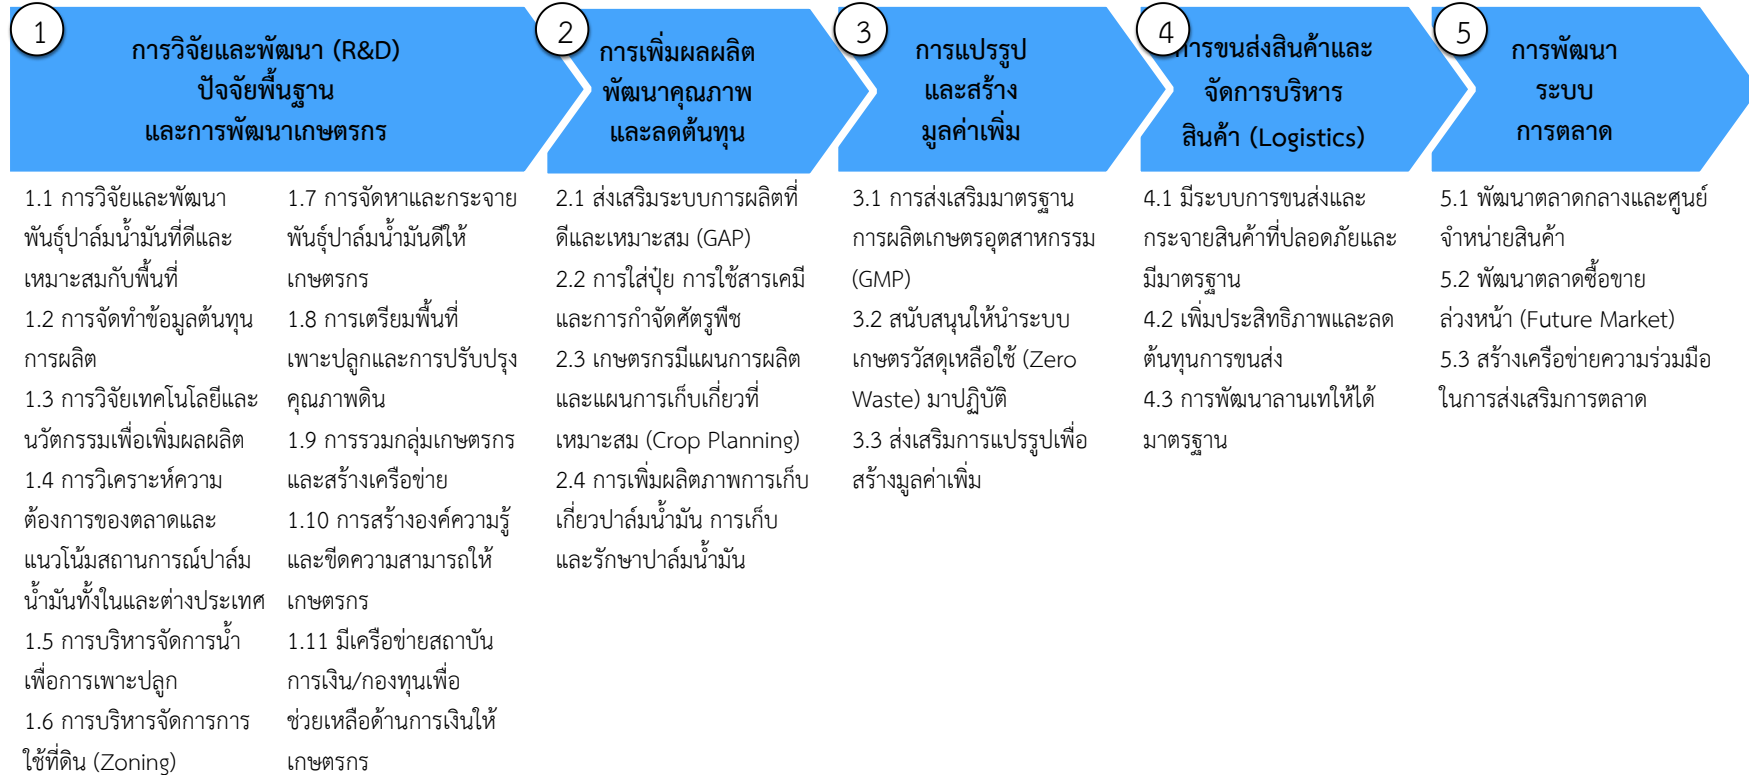 1
การวิจัยและพัฒนา (R&D)
ปัจจัยพื้นฐาน
และการพัฒนาเกษตรกร
2
การเพิ่มผลผลิต
พัฒนาคุณภาพ
และลดต้นทุน
3
การแปรรูป
และสร้าง
มูลค่าเพิ่ม
4
การขนส่งสินค้าและ
จัดการบริหาร
สินค้า (Logistics)
5
การพัฒนา
ระบบ
การตลาด
1.1 การวิจัยและพัฒนา
พันธุ์ปาล์มน้ำมันที่ดีและ
เหมาะสมกับพื้นที่
1.2 การจัดทำข้อมูลต้นทุน
การผลิต
1.3 การวิจัยเทคโนโลยีและ
นวัตกรรมเพื่อเพิ่มผลผลิต
1.4 การวิเคราะห์ความ
ต้องการของตลาดและ
แนวโน้มสถานการณ์ปาล์ม
น้ำมันทั้งในและต่างประเทศ
1.5 การบริหารจัดการน้ำ
เพื่อการเพาะปลูก
1.6 การบริหารจัดการการ
ใช้ที่ดิน (Zoning)
1.7 การจัดหาและกระจาย
พันธุ์ปาล์มน้ำมันดีให้
เกษตรกร
1.8 การเตรียมพื้นที่
เพาะปลูกและการปรับปรุง
คุณภาพดิน
1.9 การรวมกลุ่มเกษตรกร
และสร้างเครือข่าย
1.10 การสร้างองค์ความรู้
และขีดความสามารถให้
เกษตรกร
1.11 มีเครือข่ายสถาบัน
การเงิน/กองทุนเพื่อ
ช่วยเหลือด้านการเงินให้
เกษตรกร
2.1 ส่งเสริมระบบการผลิตที่
ดีและเหมาะสม (GAP)
2.2 การใส่ปุ๋ย การใช้สารเคมี
และการกำจัดศัตรูพืช
2.3 เกษตรกรมีแผนการผลิต
และแผนการเก็บเกี่ยวที่
เหมาะสม (Crop Planning)
2.4 การเพิ่มผลิตภาพการเก็บ
เกี่ยวปาล์มน้ำมัน การเก็บ
และรักษาปาล์มน้ำมัน
3.1 การส่งเสริมมาตรฐาน
การผลิตเกษตรอุตสาหกรรม
(GMP)
3.2 สนับสนุนให้นำระบบ
เกษตรวัสดุเหลือใช้ (Zero
Waste) มาปฏิบัติ
3.3 ส่งเสริมการแปรรูปเพื่อ
สร้างมูลค่าเพิ่ม
4.1 มีระบบการขนส่งและ
กระจายสินค้าที่ปลอดภัยและ
มีมาตรฐาน
4.2 เพิ่มประสิทธิภาพและลด
ต้นทุนการขนส่ง
4.3 การพัฒนาลานเทให้ได้
มาตรฐาน
5.1 พัฒนาตลาดกลางและศูนย์
จำหน่ายสินค้า
5.2 พัฒนาตลาดซื้อขาย
ล่วงหน้า (Future Market)
5.3 สร้างเครือข่ายความร่วมมือ
ในการส่งเสริมการตลาด